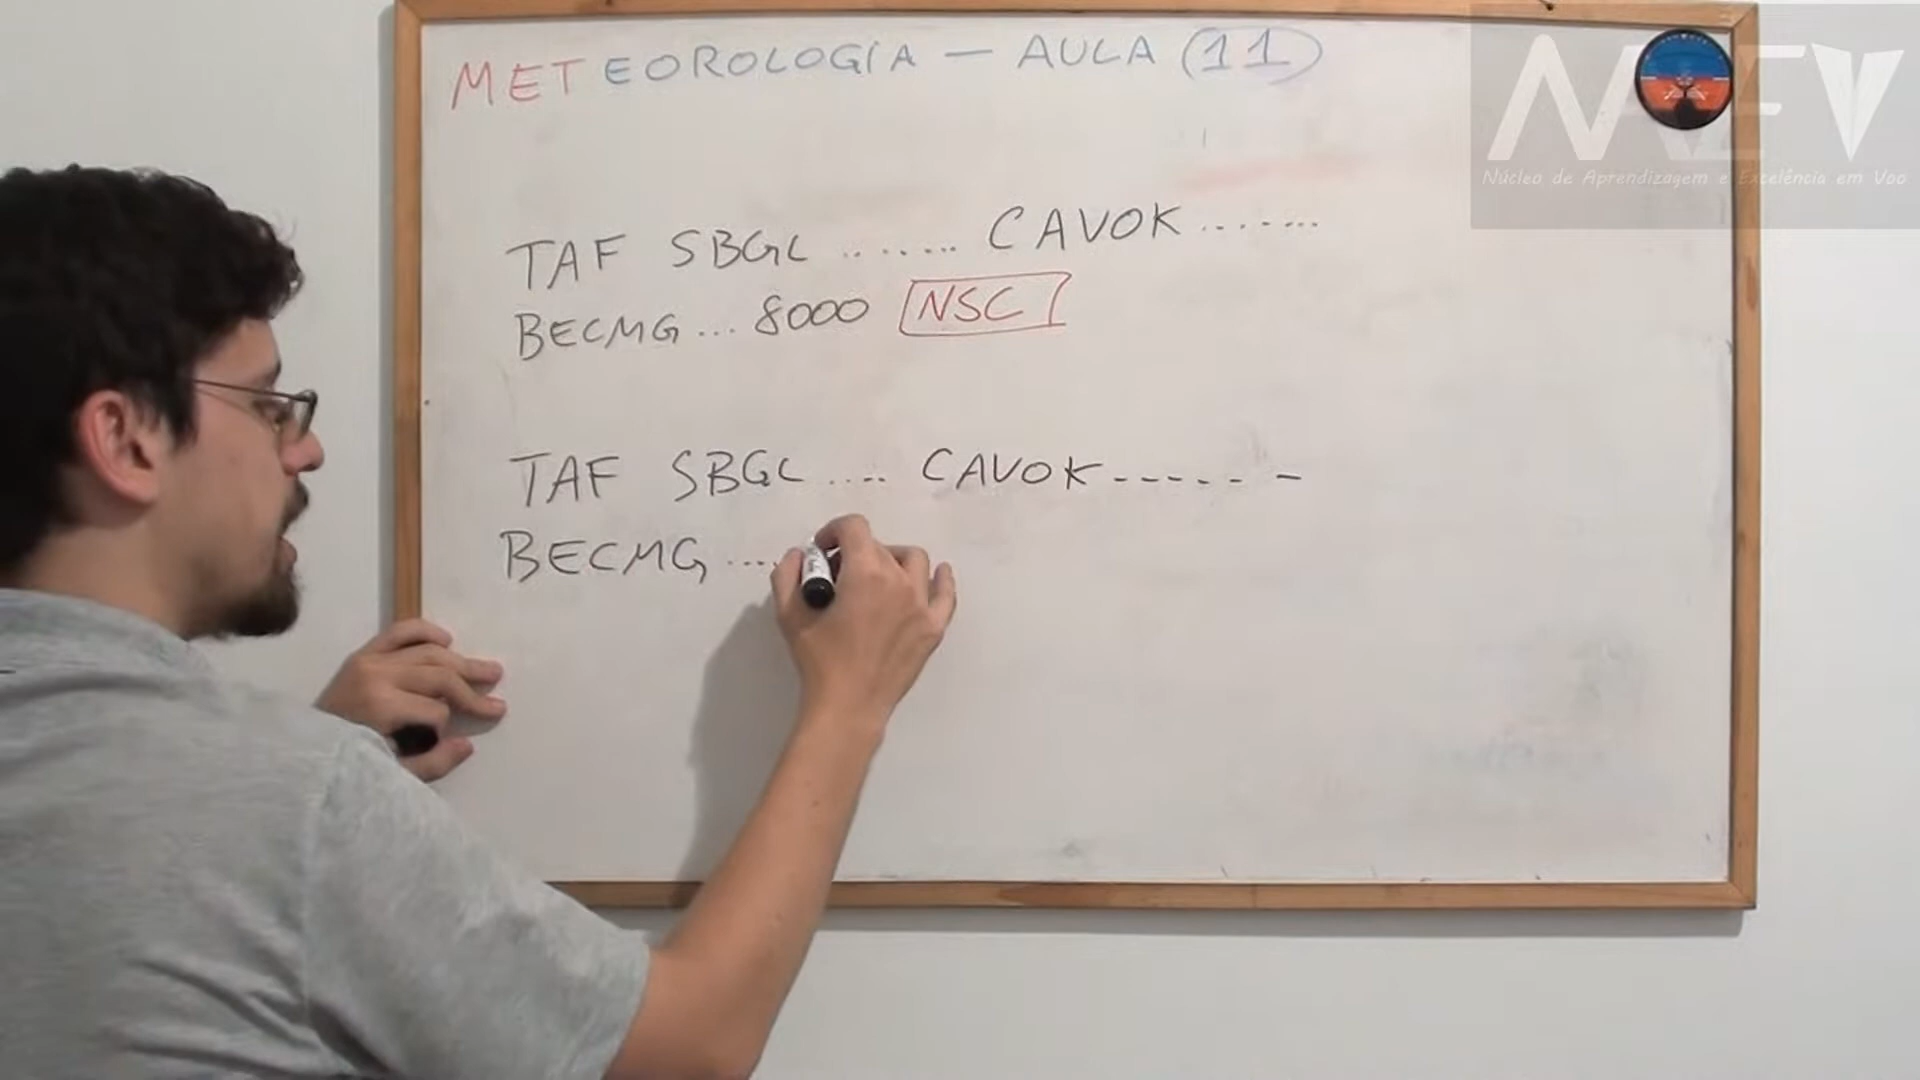 METEOROLOGIA — AULA (11)
NAEV
Núcleo de Aprendizagem e Excelência em Voo
TAF SBGL ....... CAVOK .......
BECMG ... 8000 NSC
TAF SBGL .... CAVOK ----- -
BECMG ....